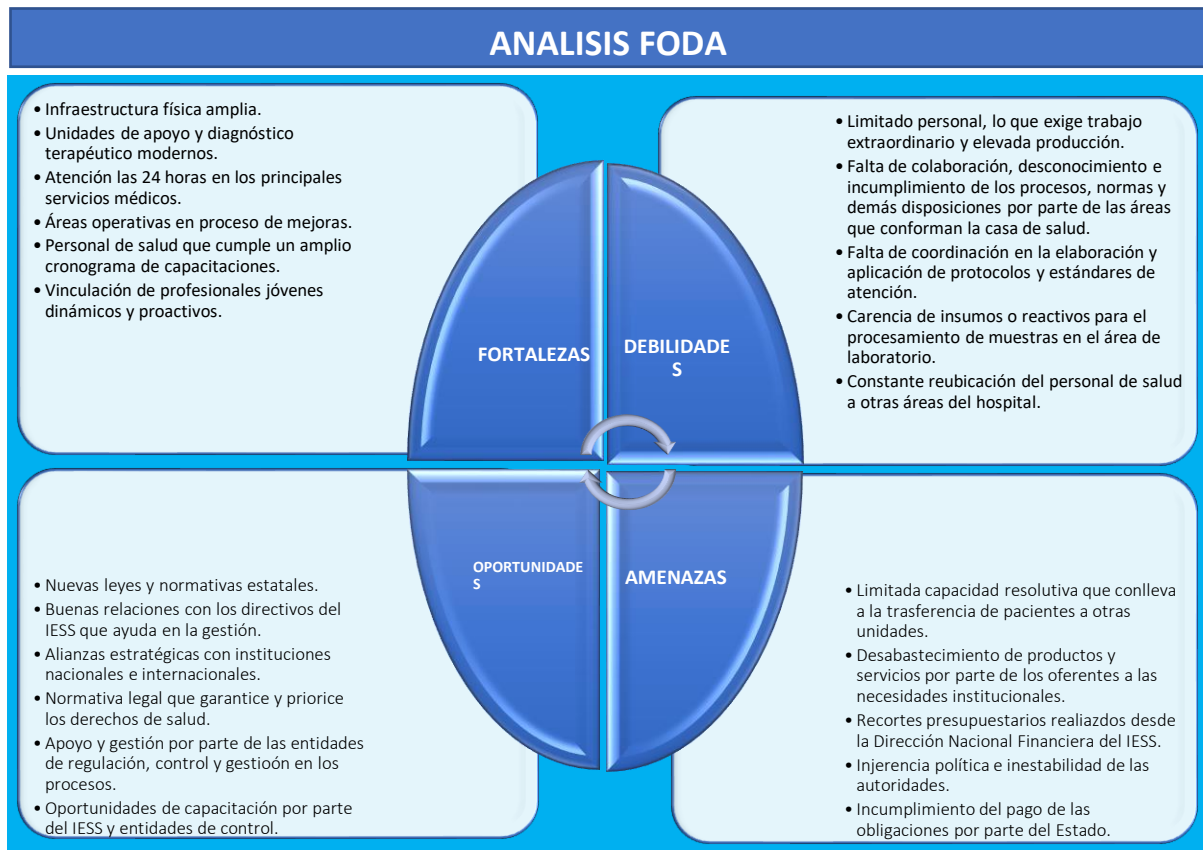 ANALISIS FODA
• Infraestructura física amplia.
• Unidades de apoyo y diagnóstico
terapéutico modernos.
• Atención las 24 horas en los principales
servicios médicos.
• Áreas operativas en proceso de mejoras.
• Personal de salud que cumple un amplio
cronograma de capacitaciones.
• Vinculación de profesionales jóvenes
dinámicos y proactivos.
FORTALEZAS
• Limitado personal, lo que exige trabajo
extraordinario y elevada producción.
• Falta de colaboración, desconocimiento e
incumplimiento de los procesos, normas y
demás disposiciones por parte de las áreas
que conforman la casa de salud.
• Falta de coordinación en la elaboración y
aplicación de protocolos y estándares de
atención.
• Carencia de insumos o reactivos para el
procesamiento de muestras en el área de
laboratorio.
• Constante reubicación del personal de salud
a otras áreas del hospital.
DEBILIDADE
S
• Nuevas leyes y normativas estatales.
• Buenas relaciones con los directivos del
IESS que ayuda en la gestión.
• Alianzas estratégicas con instituciones
nacionales e internacionales.
• Normativa legal que garantice y priorice
los derechos de salud.
• Apoyo y gestión por parte de las entidades
de regulación, control y gestioón en los
procesos.
• Oportunidades de capacitación por parte
del IESS y entidades de control.
OPORTUNIDADE
S
AMENAZAS
• Limitada capacidad resolutiva que conlleva
a la trasferencia de pacientes a otras
unidades.
• Desabastecimiento de productos y
servicios por parte de los oferentes a las
necesidades institucionales.
• Recortes presupuestarios realiazdos desde
la Dirección Nacional Financiera del IESS.
• Injerencia política e inestabilidad de las
autoridades.
• Incumplimiento del pago de las
obligaciones por parte del Estado.